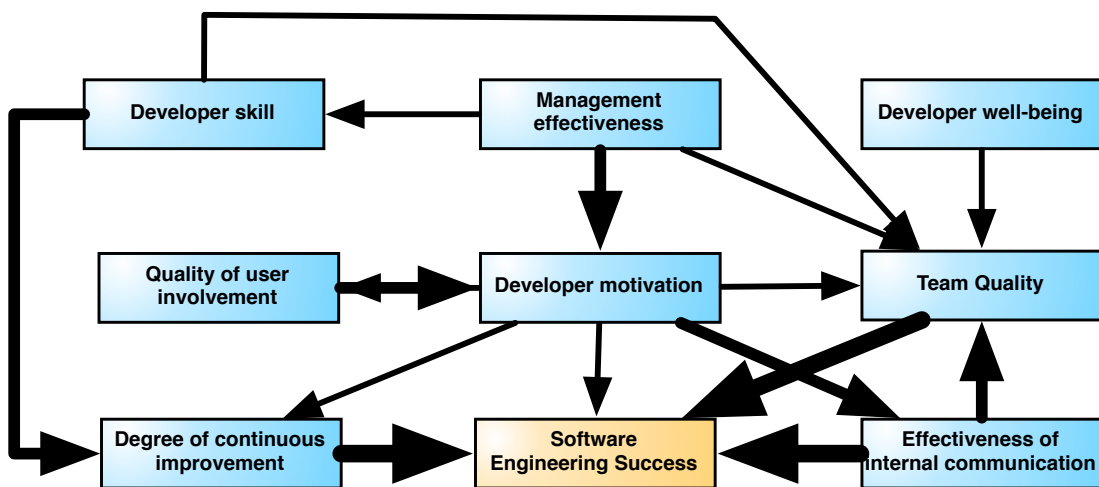 Developer skill
Management
effectiveness
Developer well-being
Quality of user
involvement
Developer motivation
Team Quality
Degree of continuous
improvement
Software
Engineering Success
Effectiveness of
internal communication